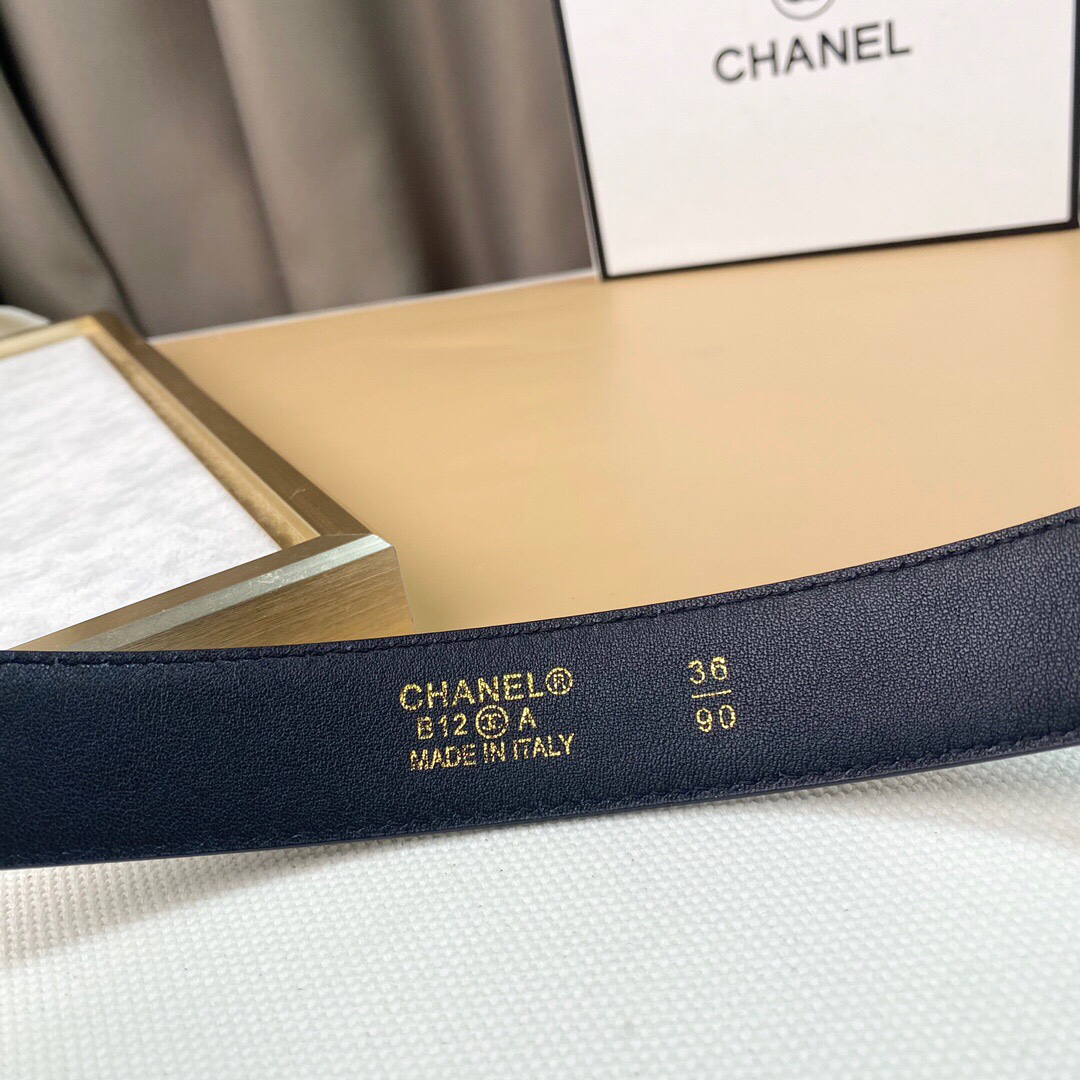 CHANEL
CHANEL®
B12 A
MADE IN ITALY
36
90